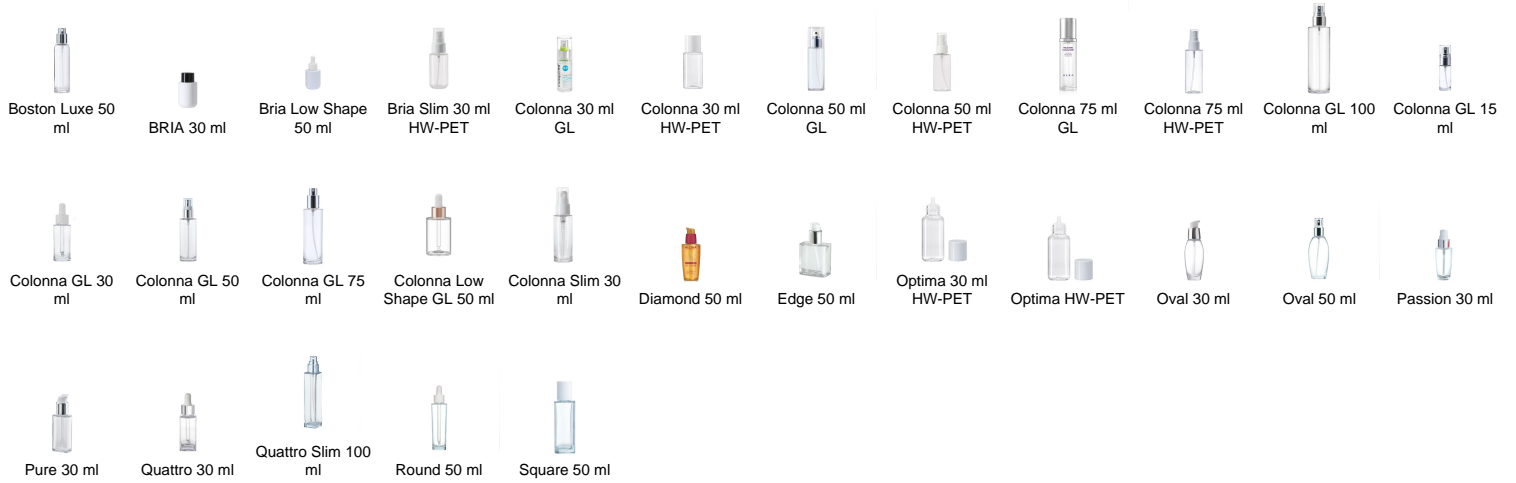 Boston Luxe 50
ml
BRIA 30 ml
Bria Low Shape
50 ml
Bria Slim 30 ml
HW-PET
Colonna 30 ml
GL
Colonna 30 ml
HW-PET
Colonna 50 ml
GL
Colonna 50 ml
HW-PET
Colonna 75 ml
GL
Colonna 75 ml
HW-PET
Colonna GL 100
ml
Colonna GL 15
ml
Colonna GL 30
ml
Colonna GL 50
ml
Colonna GL 75
ml
Colonna Low
Shape GL 50 ml
Colonna Slim 30
ml
Diamond 50 ml
Edge 50 ml
Optima 30 ml
HW-PET
Optima HW-PET
Oval 30 ml
Oval 50 ml
Passion 30 ml
Pure 30 ml
Quattro 30 ml
Quattro Slim 100
ml
Round 50 ml
Square 50 ml